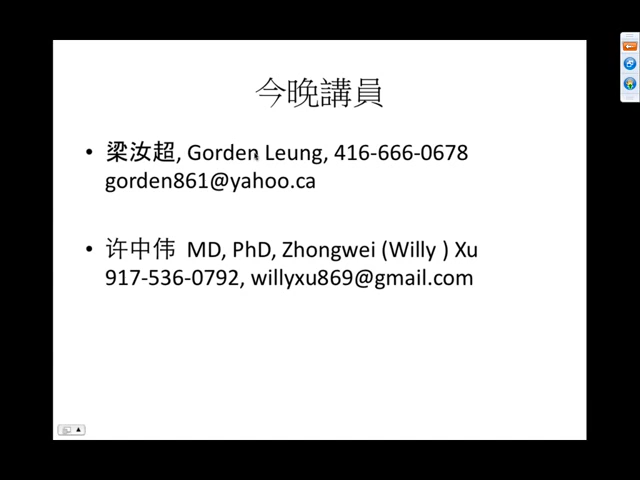 今晚講員
• 梁汝超, Gorden Leung, 416-666-0678
gorden861@yahoo.ca
• 许中伟 MD, PhD, Zhongwei (Willy ) Xu
917-536-0792, willyxu869@gmail.com